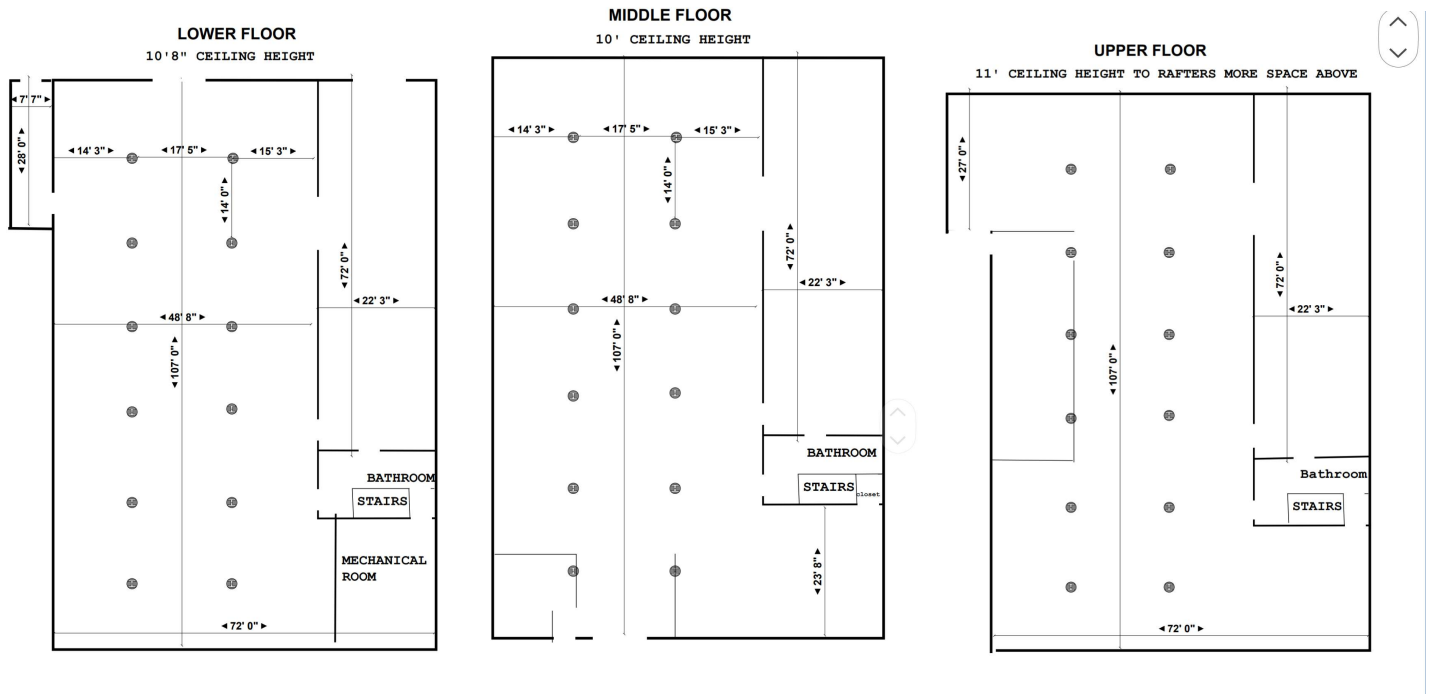 LOWER FLOOR
10'8" CEILING HEIGHT
7' 7"
28' 0"
14' 3"
17' 5"
15' 3"
14' 0"
72' 0"
22' 3"
48' 8"
107' 0"
BATHROOM
STAIRS
MECHANICAL
ROOM
72' 0"
MIDDLE FLOOR
10' CEILING HEIGHT
14' 3"
17' 5"
15' 3"
14' 0"
72' 0"
22' 3"
48' 8"
107' 0"
BATHROOM
STAIRS
closet
23' 8"
UPPER FLOOR
11' CEILING HEIGHT TO RAFTERS MORE SPACE ABOVE
27' 0"
72' 0"
22' 3"
107' 0"
Bathroom
STAIRS
72' 0"